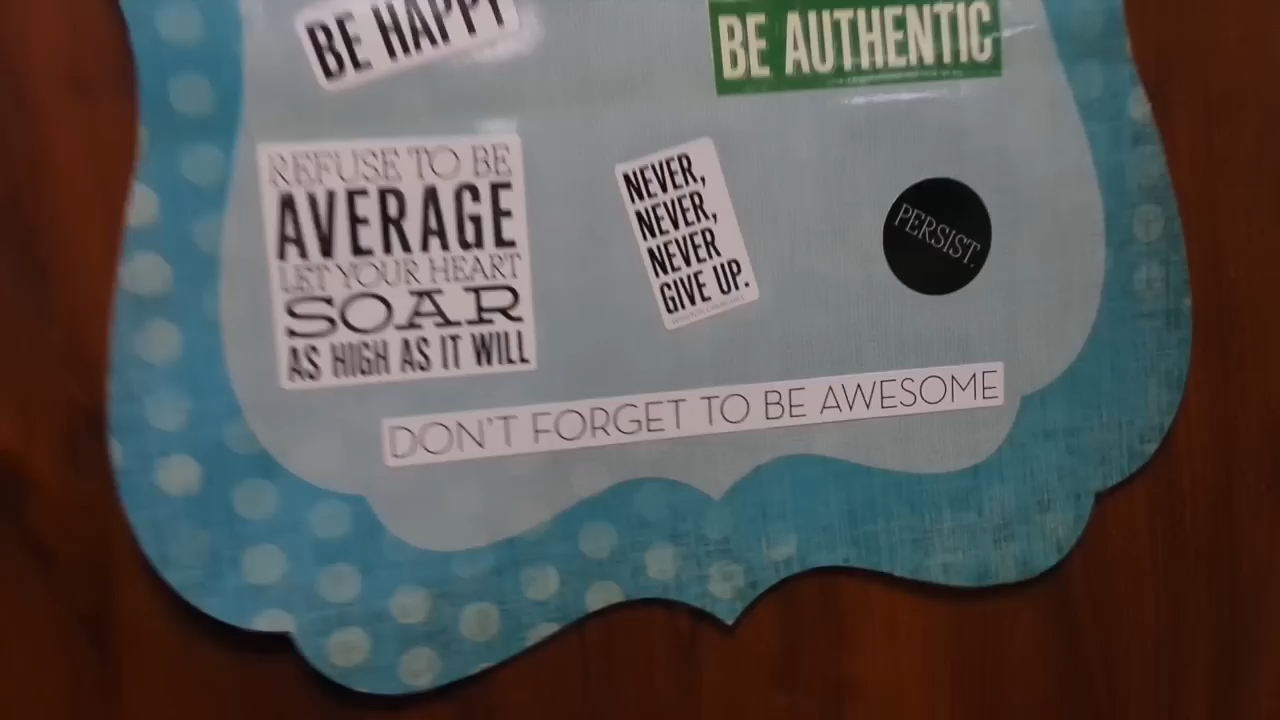 BE HAPPY
BE AUTHENTIC
REFUSE TO BE
AVERAGE
LET YOUR HEART
SOAR
AS HIGH AS IT WILL
NEVER,
NEVER,
NEVER
GIVE UP.
PERSIST.
DON'T FORGET TO BE AWESOME